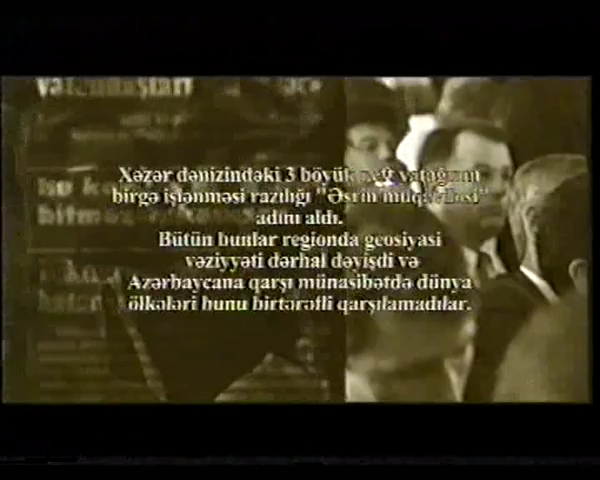 vətəndaşları
Xəzər dənizindəki 3 böyük neft yatağının
birgə işlənməsi razılığı "Əsrin müqaviləsi"
adını aldı.
Bütün bunlar regionda geosiyasi
vəziyyəti dərhal dəyişdi və
Azərbaycana qarşı münasibətdə dünya
ölkələri bunu birtərəfli qarşılamadılar.